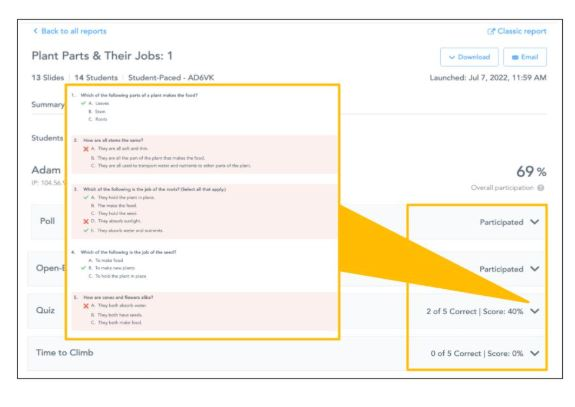 Back to all reports
Classic report
Plant Parts & Their Jobs: 1
Download
Email
13 Slides 14 Students Student-Paced - AD6VK
Launched: Jul 7, 2022, 11:59 AM
Summary
Students
Adam
69 %
IP: 104.56.
Overall participation
1. Which of the following parts of a plant makes the food?
A. Leaves
B. Stem
C. Roots
2. How are all stems the same?
A. They are all soft and thin.
B. They are all the part of the plant that makes the food.
C. They are all used to transport water and nutrients to other parts of the plant.
3. Which of the following is the job of the roots? (Select all that apply.)
A. They hold the plant in place.
B. The make the food.
C. They hold the seed.
D. They absorb sunlight.
E. They absorb water and nutrients.
4. Which of the following is the job of the seed?
A. To make food
B. To make new plants
C. To hold the plant in place
5. How are cones and flowers alike?
A. They both absorb water.
B. They both have seeds.
C. They both make food.
Poll
Participated
Open-E
Participated
Quiz
2 of 5 Correct | Score: 40%
Time to Climb
0 of 5 Correct | Score: 0%